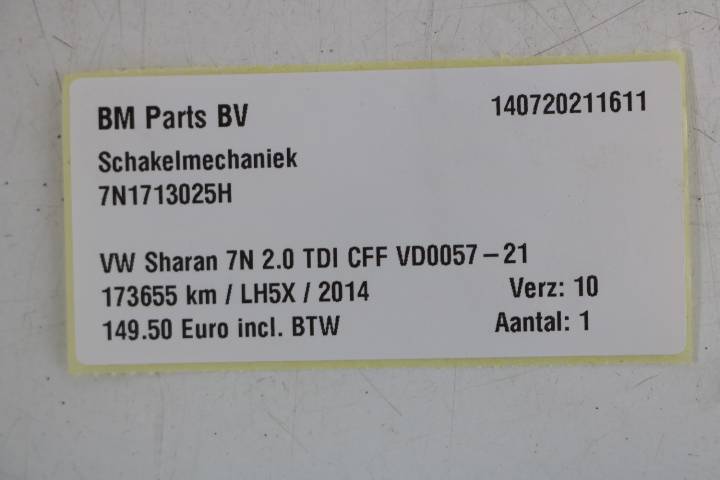 BM Parts BV 140720211611
Schakelmechaniek
7N1713025H
VW Sharan 7N 2.0 TDI CFF VD0057-21
173655 km / LH5X / 2014 Verz: 10
149.50 Euro incl. BTW Aantal: 1